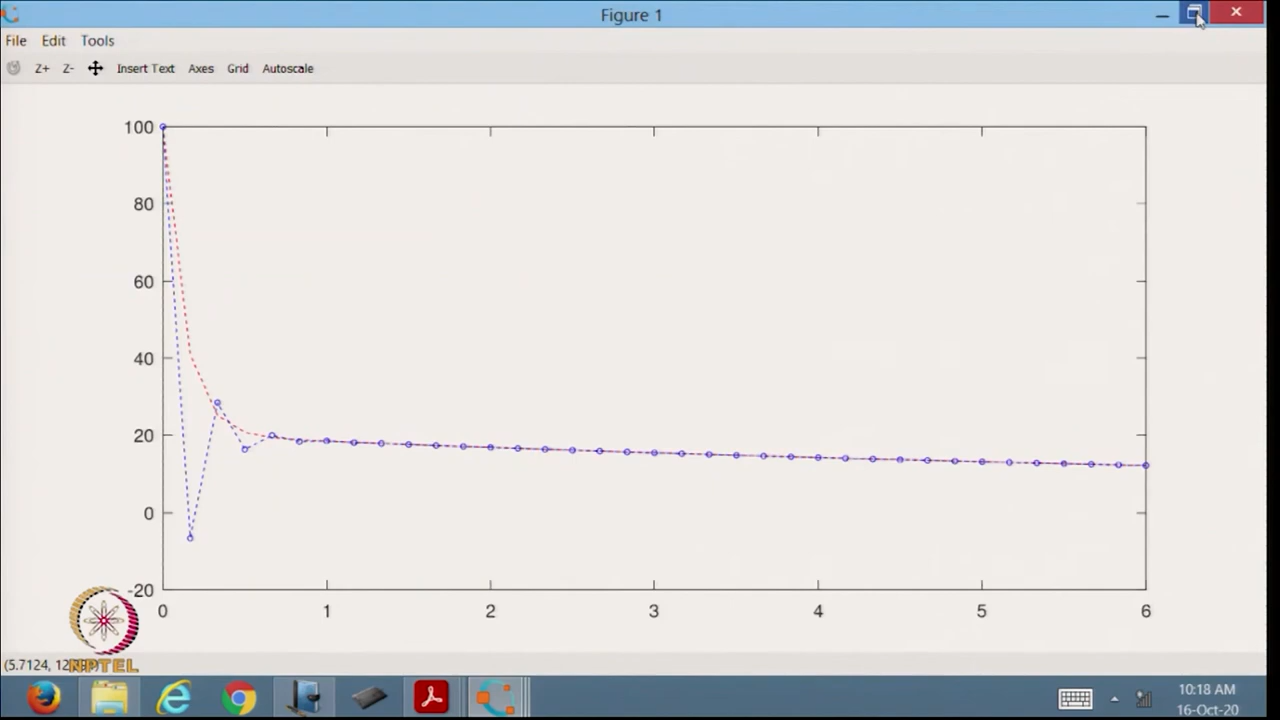 Figure 1
File Edit Tools
Z+ Z- Insert Text Axes Grid Autoscale
100
80
60
40
20
0
-20
0 1 2 3 4 5 6
(5.7124, 12
NPTEL
10:18 AM
16-Oct-20